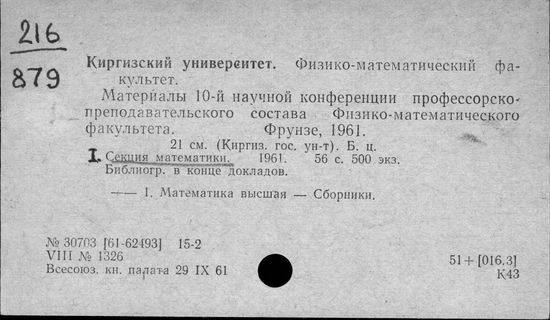 216
879
Киргизский университет. Физико-математический фа-
культет.
Материалы 10-й научной конференции профессорско-
преподавательского состава Физико-математического
факультета. Фрунзе, 1961.
21 см. (Киргиз. гос. ун-т). Б. ц.
I. Секция математики. 1961. 56 с. 500 экз.
Библиогр. в конце докладов.
—— 1. Математика высшая — Сборники.
№ 30703 [61-62493] 15-2
VIII № 1326
Всесоюз. кн. палата 29 IX 61
51+[016.3]
К43